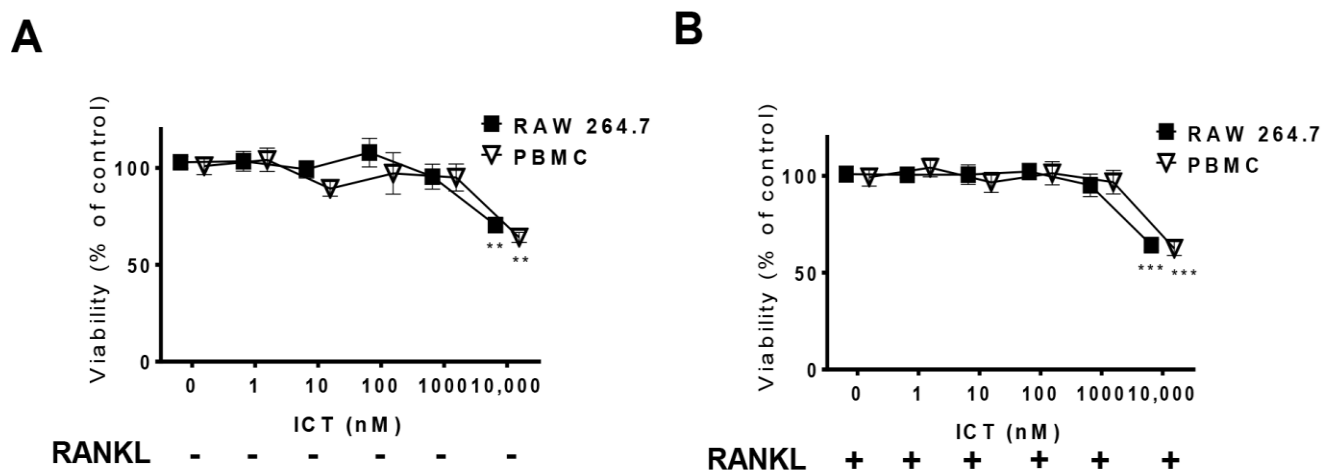 A
Viability (% of control)
100
50
0
RAW 264.7
PBMC
**
**
0 1 10 100 1000 10,000
ICT (nM)
RANKL - - - - - -
B
Viability (% of control)
100
50
0
RAW 264.7
PBMC
***
***
0 1 10 100 1000 10,000
ICT (nM)
RANKL + + + + + +